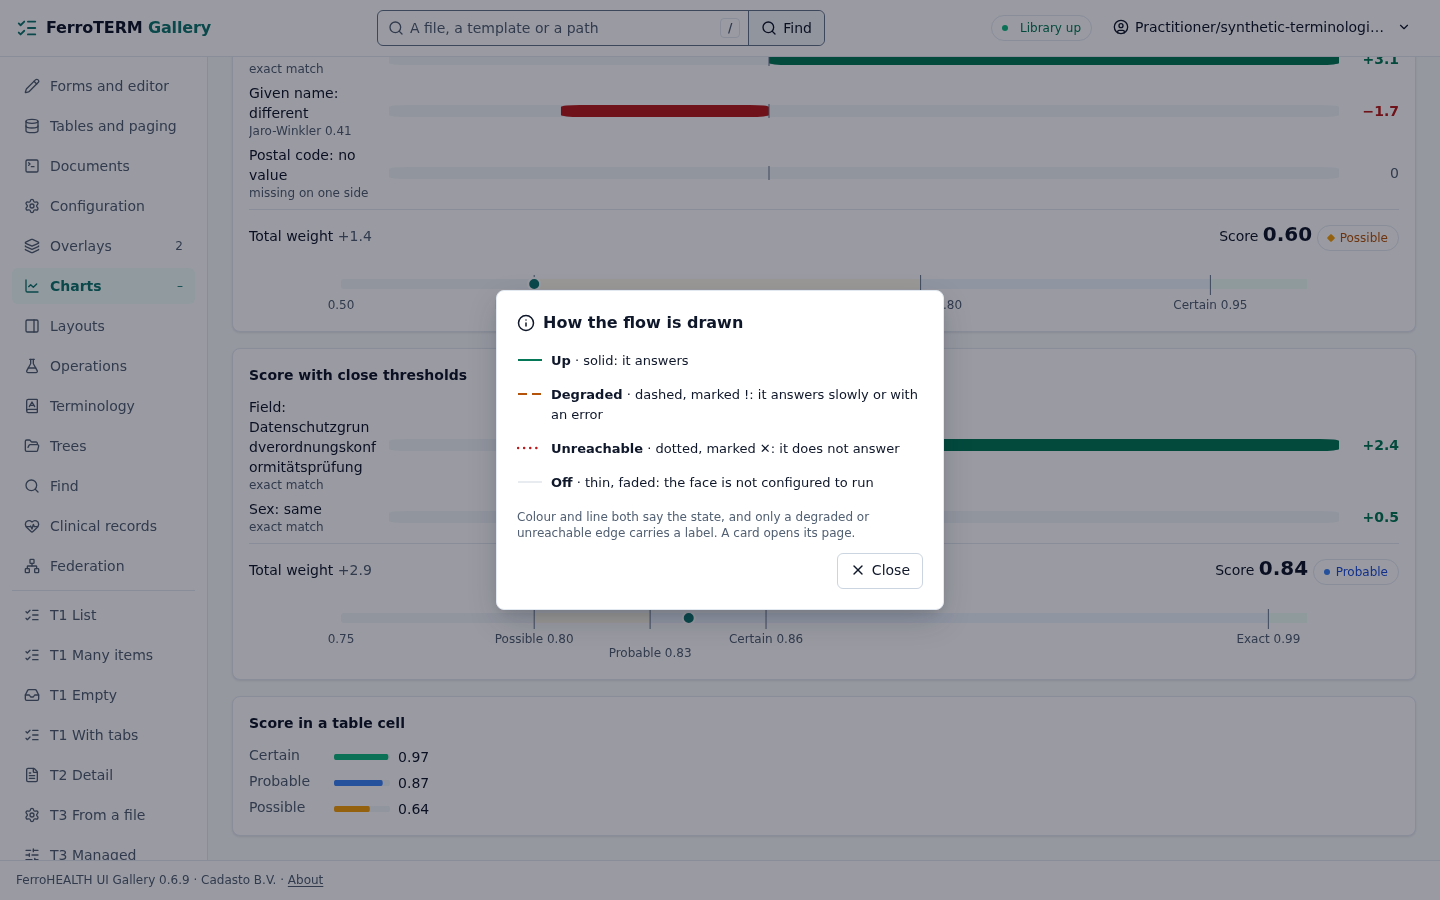 FerroTERM Gallery
A file, a template or a path
/
Find
Library up
Practitioner/synthetic-terminologi…
Forms and editor
Tables and paging
Documents
Configuration
Overlays 2
Charts –
Layouts
Operations
Terminology
Trees
Find
Clinical records
Federation
T1 List
T1 Many items
T1 Empty
T1 With tabs
T2 Detail
T3 From a file
T3 Managed
exact match
+3.1
Given name:
different
Jaro-Winkler 0.41
−1.7
Postal code: no
value
missing on one side
0
Total weight +1.4
Score 0.60 Possible
0.50
.80
Certain 0.95
Score with close thresholds
Field:
Datenschutzgrun
dverordnungskonf
ormitätsprüfung
exact match
+2.4
Sex: same
exact match
+0.5
Total weight +2.9
Score 0.84 Probable
0.75
Possible 0.80
Probable 0.83
Certain 0.86
Exact 0.99
Score in a table cell
Certain 0.97
Probable 0.87
Possible 0.64
How the flow is drawn
Up · solid: it answers
Degraded · dashed, marked !: it answers slowly or with
an error
Unreachable · dotted, marked ✕: it does not answer
Off · thin, faded: the face is not configured to run
Colour and line both say the state, and only a degraded or
unreachable edge carries a label. A card opens its page.
Close
FerroHEALTH UI Gallery 0.6.9 · Cadasto B.V. · About